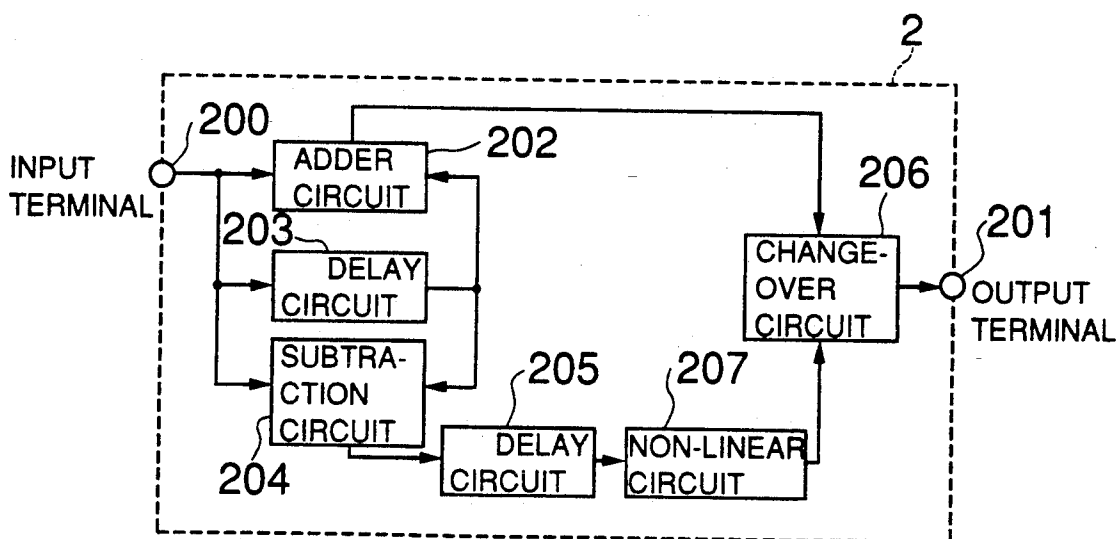 2
200
INPUT
TERMINAL
ADDER
CIRCUIT
202
203
DELAY
CIRCUIT
SUBTRA-
CTION
CIRCUIT
204
205
DELAY
CIRCUIT
207
NON-LINEAR
CIRCUIT
206
CHANGE-
OVER
CIRCUIT
201
OUTPUT
TERMINAL